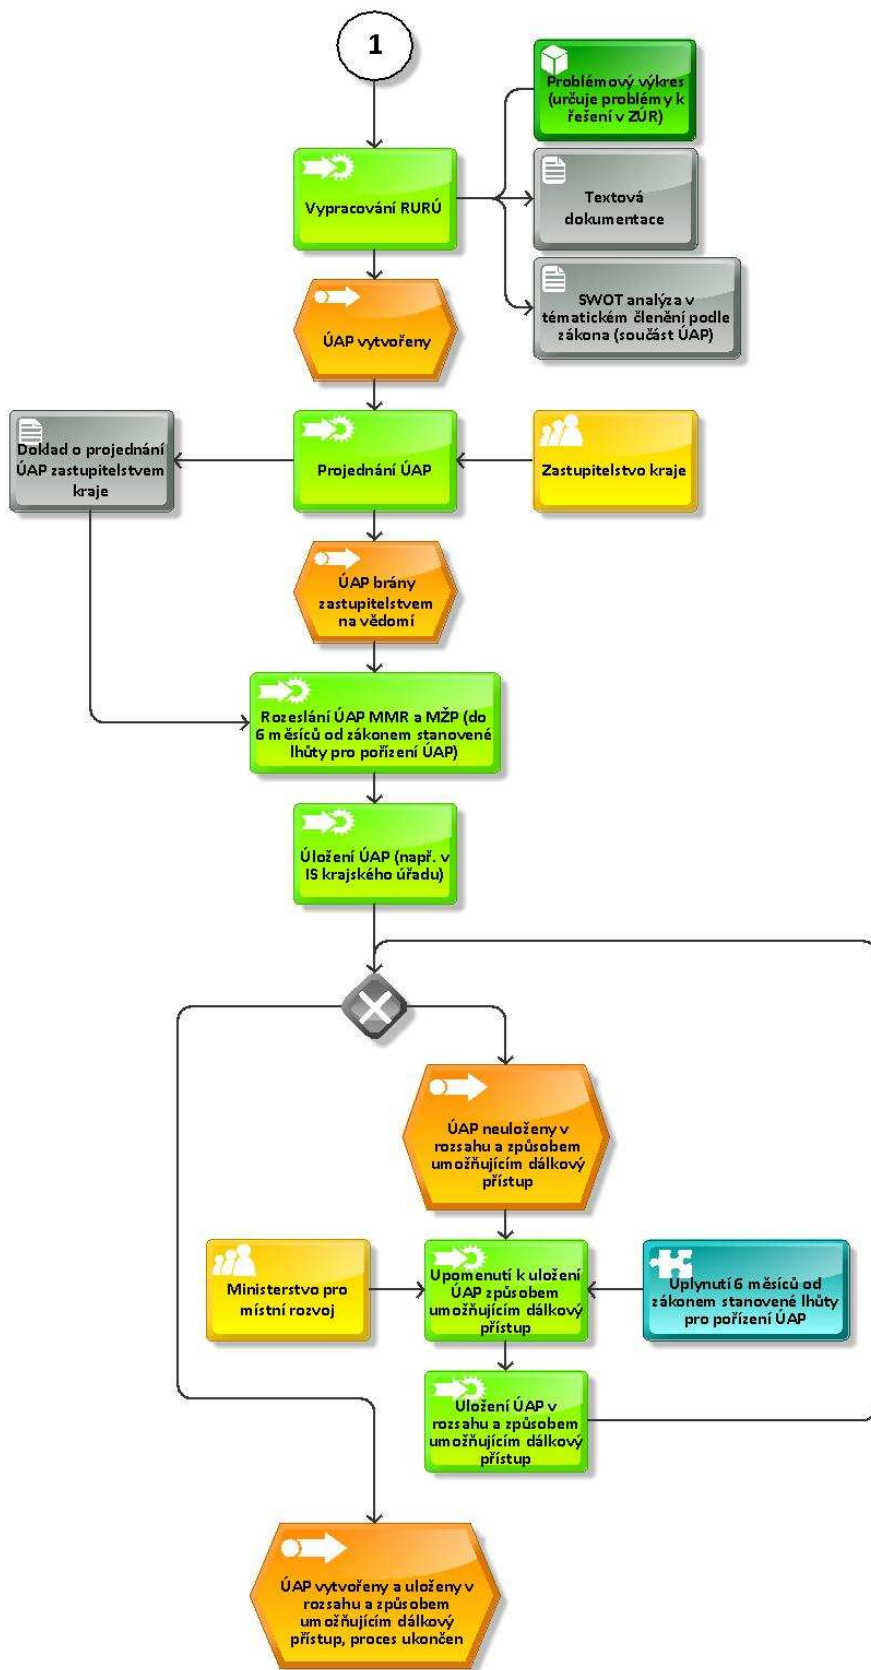 1
Problémový výkres
(určuje problémy k
řešení v ZÚR)
Vypracování RURÚ
Textová
dokumentace
SWOT analýza v
tématickém členění podle
zákona (součást ÚAP)
ÚAP vytvořeny
Doklad o projednání
ÚAP zastupitelstvem
kraje
Projednání ÚAP
Zastupitelstvo kraje
ÚAP brány
zastupitelstvem
na vědomí
Rozeslání ÚAP MMR a MŽP (do
6 měsíců od zákonem stanovené
lhůty pro pořízení ÚAP)
Úložení ÚAP (např. v
IS krajského úřadu)
ÚAP neuloženy v
rozsahu a způsobem
umožňujícím dálkový
přístup
Ministerstvo pro
místní rozvoj
Upomenutí k uložení
ÚAP způsobem
umožňujícím dálkový
přístup
Uplynutí 6 měsíců od
zákonem stanovené lhůty
pro pořízení ÚAP
Uložení ÚAP v
rozsahu a způsobem
umožňujícím dálkový
přístup
ÚAP vytvořeny a uloženy v
rozsahu a způsobem
umožňujícím dálkový
přístup, proces ukončen